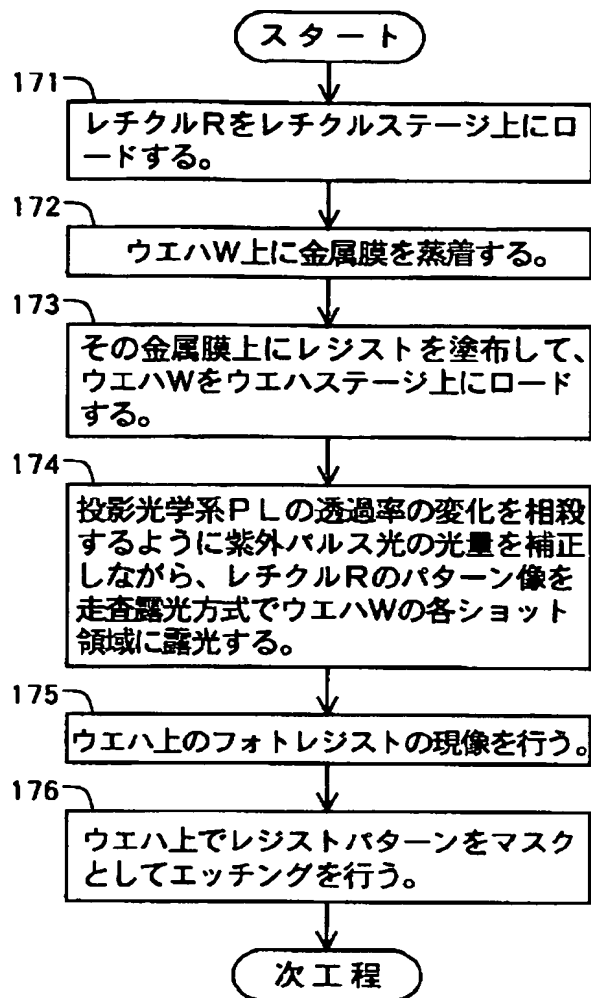 スタート
171
レチクルRをレチクルステージ上にロ
ードする。
172
ウエハW上に金属膜を蒸着する。
173
その金属膜上にレジストを塗布して、
ウエハWをウエハステージ上にロード
する。
174
投影光学系PLの透過率の変化を相殺
するように紫外パルス光の光量を補正
しながら、レチクルRのパターン像を
走査露光方式でウエハWの各ショット
領域に露光する。
175
ウエハ上のフォトレジストの現像を行う。
176
ウエハ上でレジストパターンをマスク
としてエッチングを行う。
次工程